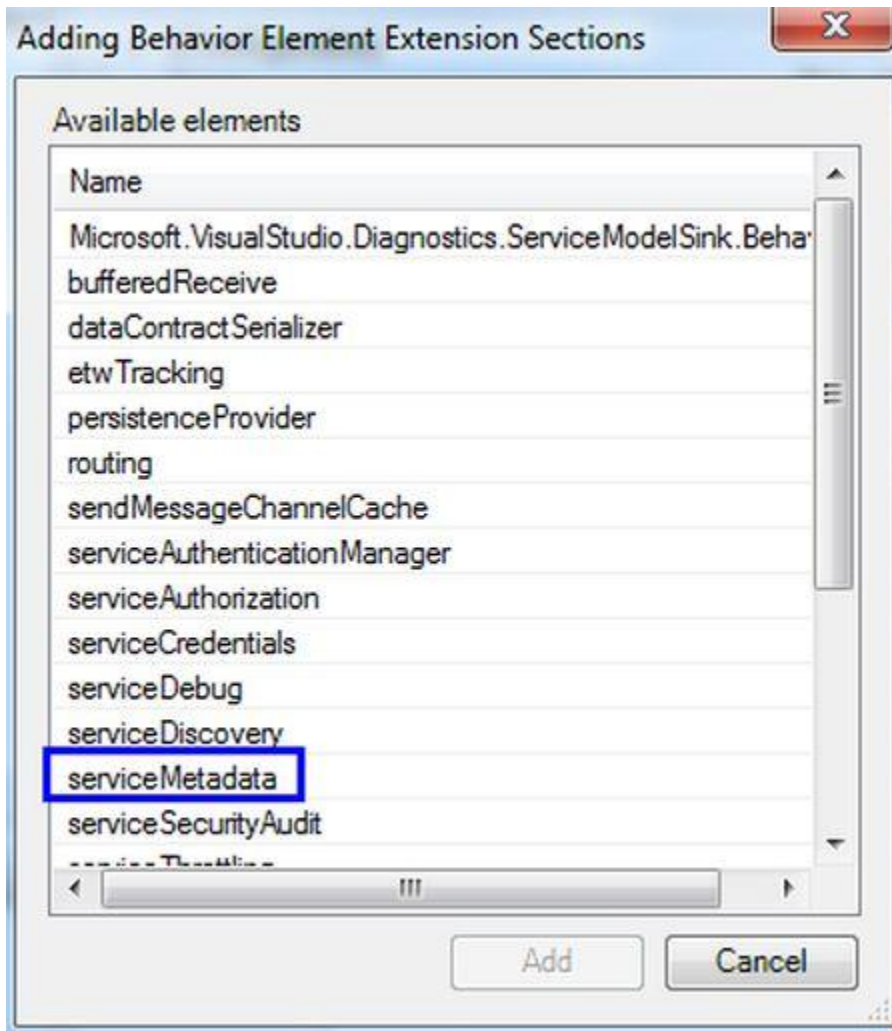 Adding Behavior Element Extension Sections
Available elements
Name
Microsoft.VisualStudio.Diagnostics.ServiceModelSink.Beha
bufferedReceive
dataContractSerializer
etwTracking
persistenceProvider
routing
sendMessageChannelCache
serviceAuthenticationManager
serviceAuthorization
serviceCredentials
serviceDebug
serviceDiscovery
serviceMetadata
serviceSecurityAudit
serviceThrottling
Add Cancel